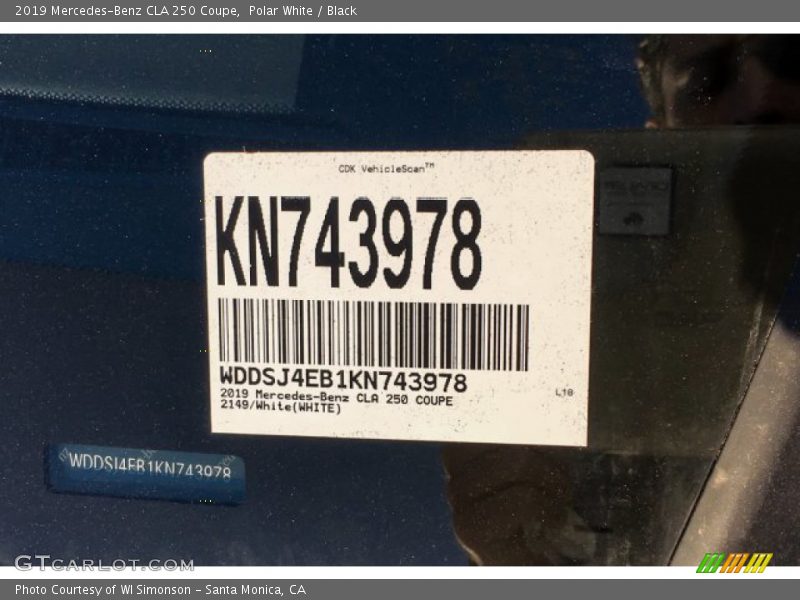 2019 Mercedes-Benz CLA 250 Coupe,  Polar White / Black
CDK VehicleScan™
KN743978
WDDSJ4EB1KN743978
2019 Mercedes-Benz CLA 250 COUPE
2149/White(WHITE)
L10
WDDSJ4EB1KN743978
GTCARLOT.COM
Photo Courtesy of WI Simonson - Santa Monica, CA